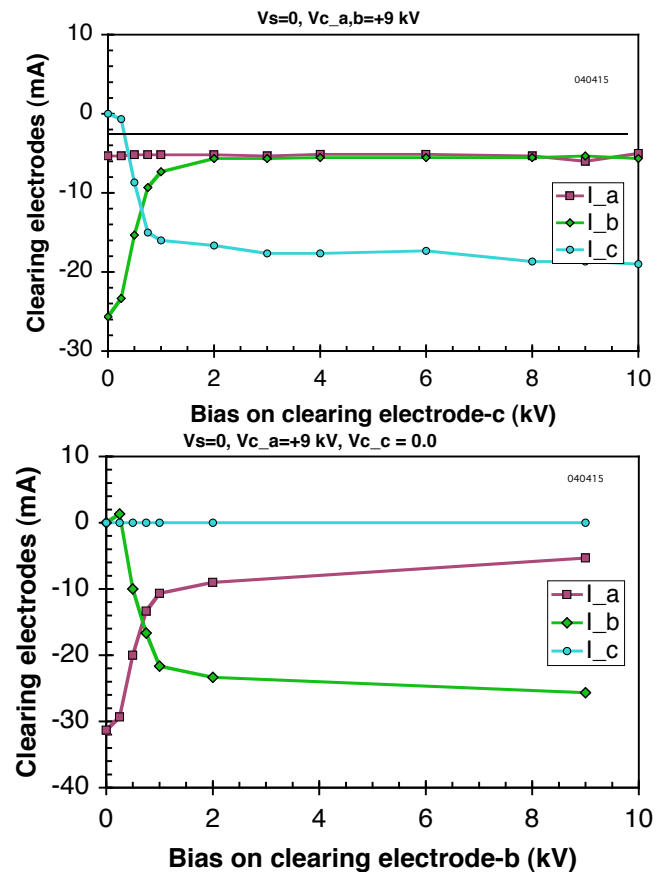 Vs=0, Vc_a,b=+9 kV
040415
10
0
-10
-20
-30
Clearing electrodes (mA)
I_a
I_b
I_c
0
2
4
6
8
10
Bias on clearing electrode-c (kV)
Vs=0, Vc_a=+9 kV, Vc_c = 0.0
040415
10
0
-10
-20
-30
-40
Clearing electrodes (mA)
I_a
I_b
I_c
0
2
4
6
8
10
Bias on clearing electrode-b (kV)